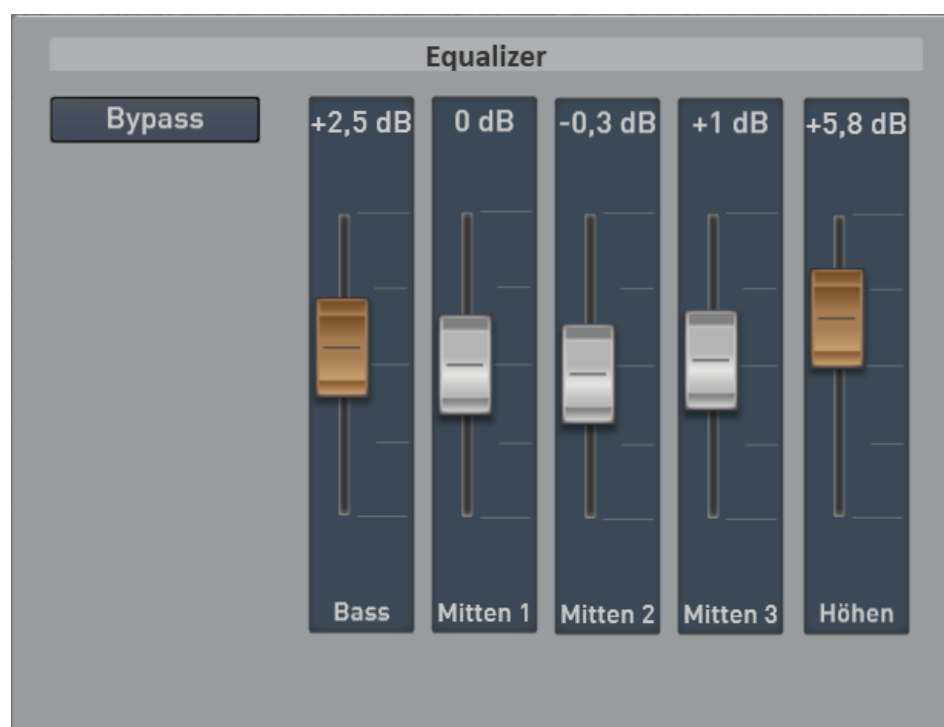 Equalizer
Bypass
+2,5 dB
0 dB
-0,3 dB
+1 dB
+5,8 dB
Bass
Mitten 1
Mitten 2
Mitten 3
Höhen